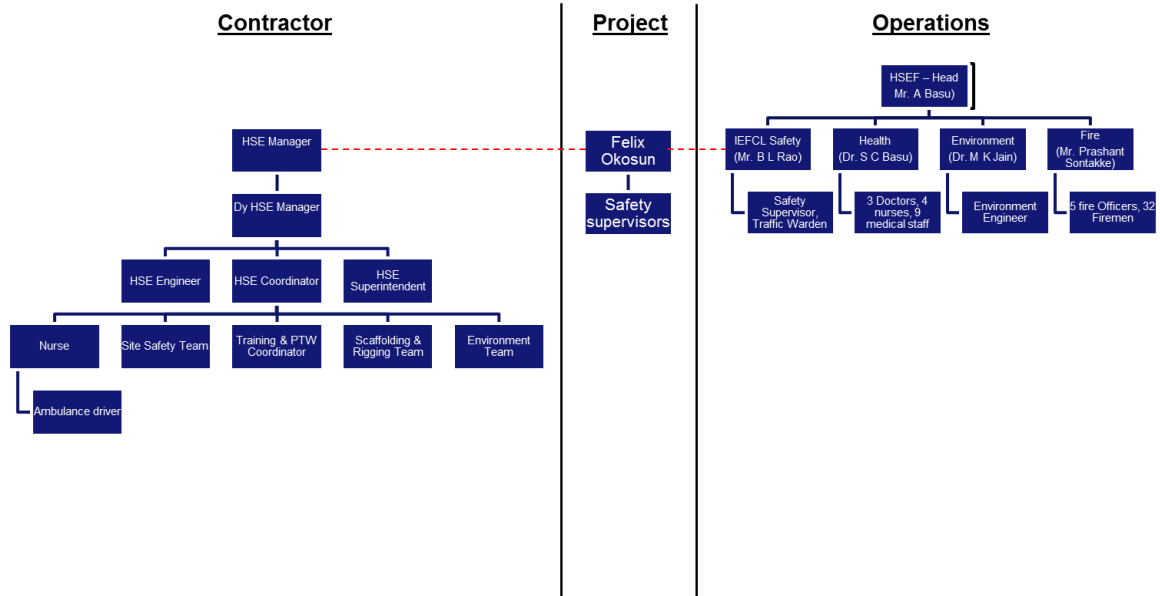 Contractor
Project
Operations
HSEF – Head
Mr. A Basu)
HSE Manager
Felix
Okosun
IEFCL Safety
(Mr. B L Rao)
Health
(Dr. S C Basu)
Environment
(Dr. M K Jain)
Fire
(Mr. Prashant
Sontakke)
Dy HSE Manager
Safety
supervisors
Safety
Supervisor,
Traffic Warden
3 Doctors, 4
nurses, 9
medical staff
Environment
Engineer
5 fire Officers, 32
Firemen
HSE Engineer
HSE Coordinator
HSE
Superintendent
Nurse
Site Safety Team
Training & PTW
Coordinator
Scaffolding &
Rigging Team
Environment
Team
Ambulance driver